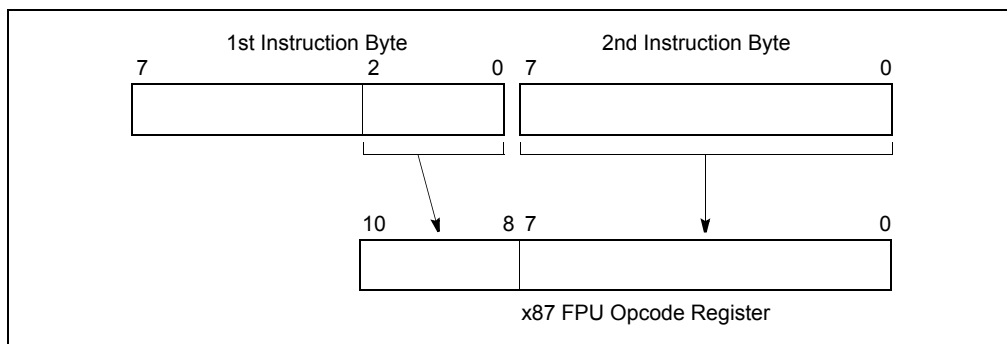 1st Instruction Byte 2nd Instruction Byte
7 2 0 7 0
10 8 7 0
x87 FPU Opcode Register